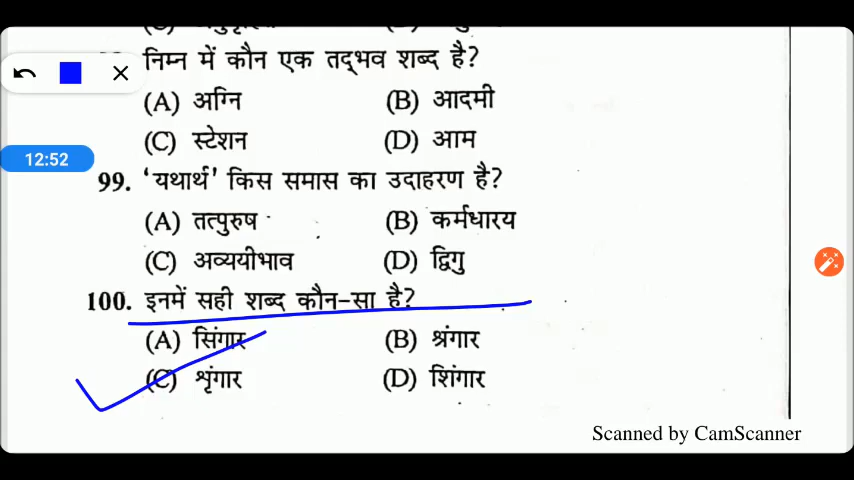 निम्न में कौन एक तद्भव शब्द है?
(A) अग्नि (B) आदमी
(C) स्टेशन (D) आम
12:52
99. ‘यथार्थ’ किस समास का उदाहरण है?
(A) तत्पुरुष (B) कर्मधारय
(C) अव्ययीभाव (D) द्विगु
100. इनमें सही शब्द कौन-सा है?
(A) सिंगार (B) श्रंगार
(C) शृंगार (D) शिंगार
Scanned by CamScanner